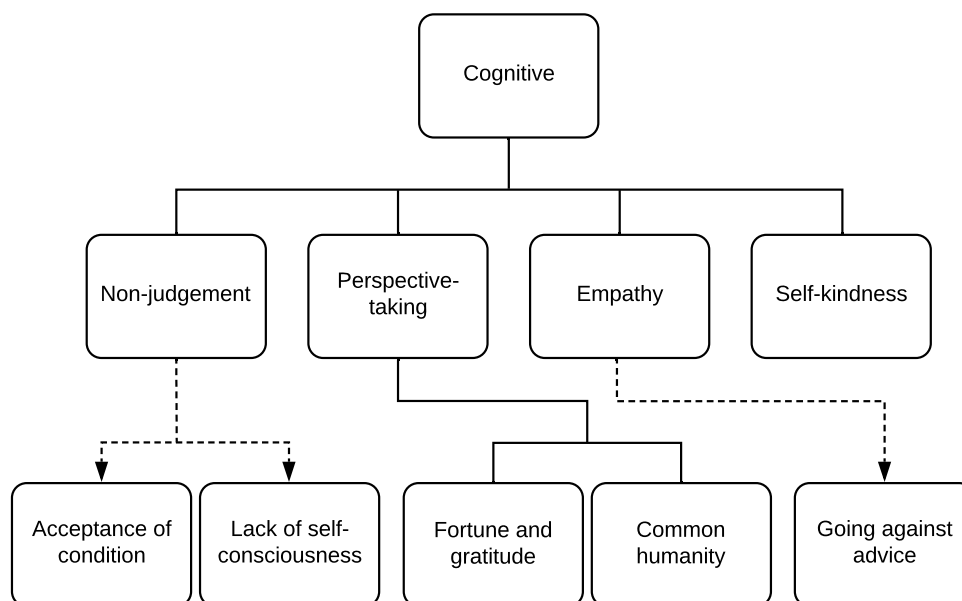 Cognitive
Non-judgement
Perspective-
taking
Empathy
Self-kindness
Acceptance of
condition
Lack of self-
consciousness
Fortune and
gratitude
Common
humanity
Going against
advice